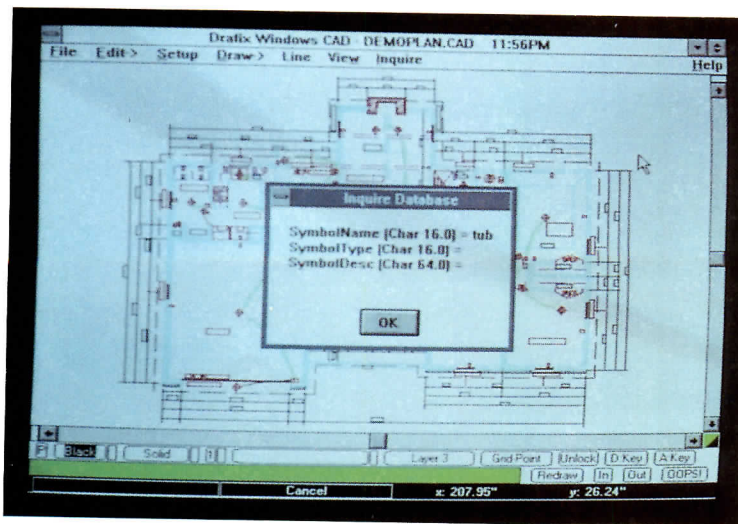 Drafix Windows CAD - DEMOPLAN.CAD 11:56PM
File Edit> Setup Draw> Line View Inquire Help
Inquire Database
SymbolName [Char 16.0] = tub
SymbolType [Char 16.0] =
SymbolDesc [Char 64.0] =
OK
P Black Solid 1 Layer 3 Grid Point Unlock D Key A Key
Redraw In Out OOPS!
Cancel x: 207.95" y: 26.24"